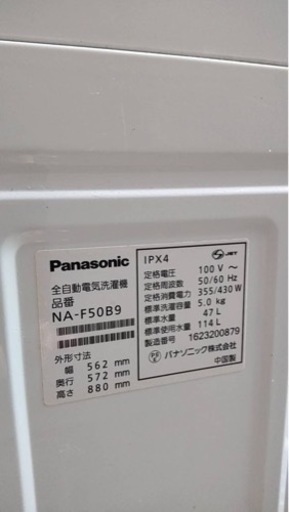 Panasonic
全自動電気洗濯機
品番
NA-F50B9
外形寸法
幅 562 mm
奥行 572 mm
高さ 880 mm
IPX4
JET
定格電圧 100 V ～
定格周波数 50/60 Hz
定格消費電力 355/430 W
標準洗濯容量 5.0 kg
標準水量 47 L
標準使用水量 114 L
製造番号 1623200879
パナソニック株式会社
中国製